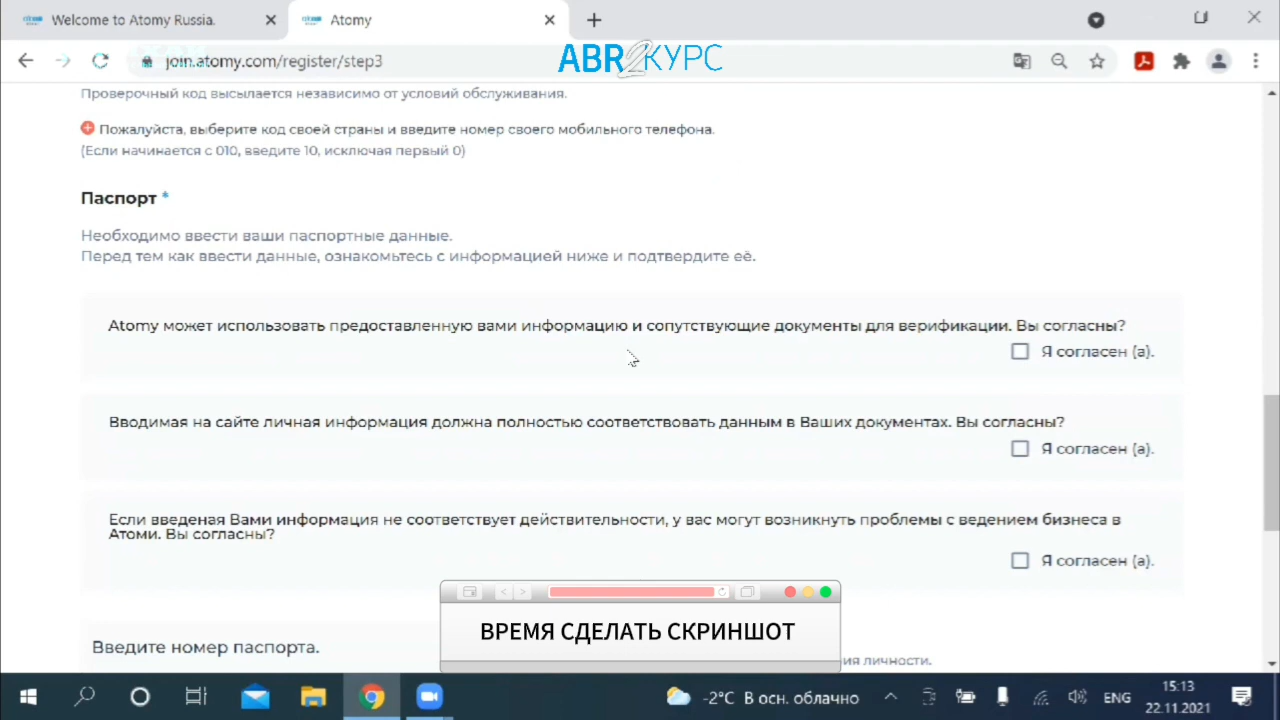 Welcome to Atomy Russia.
Atomy
join.atomy.com/register/step3
ABR2КУРС
Проверочный код высылается независимо от условий обслуживания.
Пожалуйста, выберите код своей страны и введите номер своего мобильного телефона.
(Если начинается с 010, введите 10, исключая первый 0)
Паспорт *
Необходимо ввести ваши паспортные данные.
Перед тем как ввести данные, ознакомьтесь с информацией ниже и подтвердите её.
Atomy может использовать предоставленную вами информацию и сопутствующие документы для верификации. Вы согласны?
Я согласен (а).
Вводимая на сайте личная информация должна полностью соответствовать данным в Ваших документах. Вы согласны?
Я согласен (а).
Если введеная Вами информация не соответствует действительности, у вас могут возникнуть проблемы с ведением бизнеса в
Атоми. Вы согласны?
Я согласен (а).
ВРЕМЯ СДЕЛАТЬ СКРИНШОТ
Введите номер паспорта.
ия личности.
-2°C В осн. облачно
ENG
15:13
22.11.2021